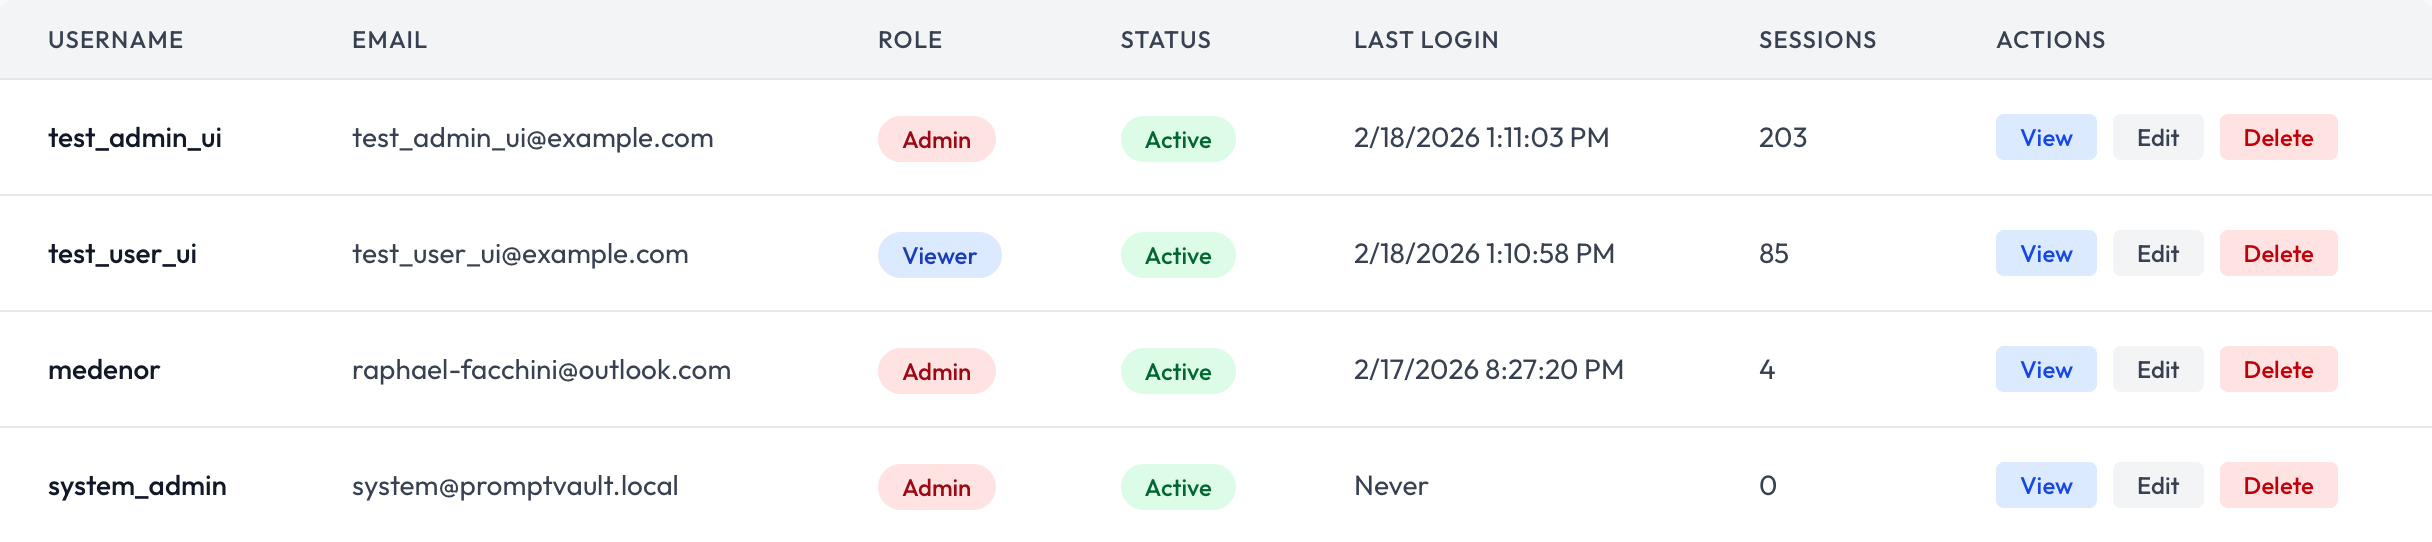 USERNAME EMAIL ROLE STATUS LAST LOGIN SESSIONS ACTIONS
test_admin_ui test_admin_ui@example.com Admin Active 2/18/2026 1:11:03 PM 203 View Edit Delete
test_user_ui test_user_ui@example.com Viewer Active 2/18/2026 1:10:58 PM 85 View Edit Delete
medenor raphael-facchini@outlook.com Admin Active 2/17/2026 8:27:20 PM 4 View Edit Delete
system_admin system@promptvault.local Admin Active Never 0 View Edit Delete